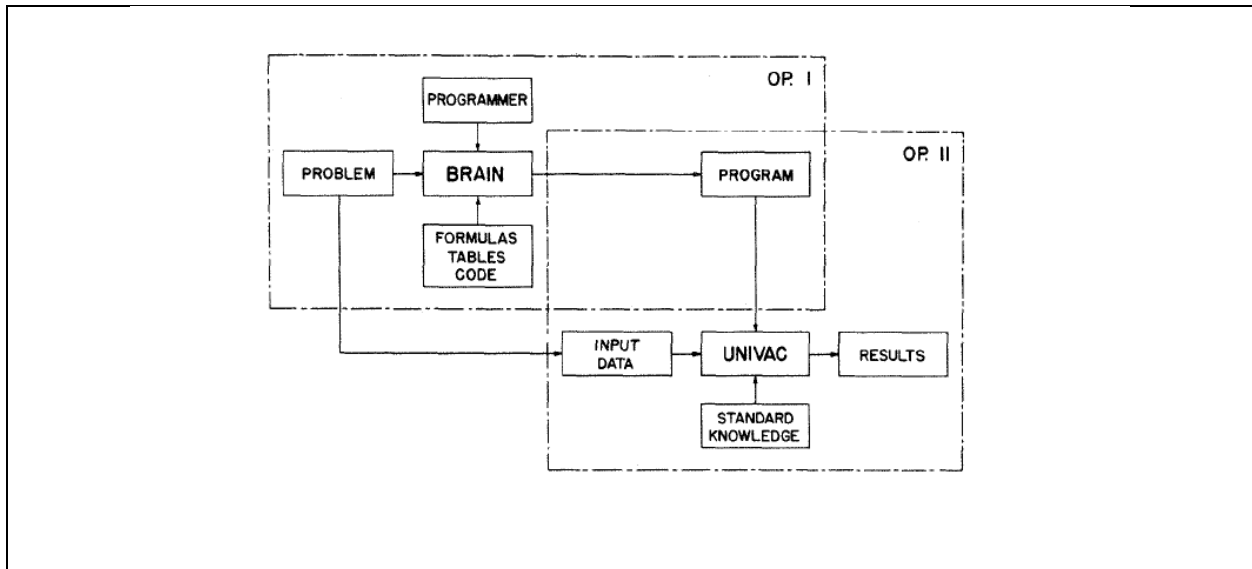 OP. I
PROGRAMMER
OP. II
PROBLEM
BRAIN
PROGRAM
FORMULAS
TABLES
CODE
INPUT
DATA
UNIVAC
RESULTS
STANDARD
KNOWLEDGE